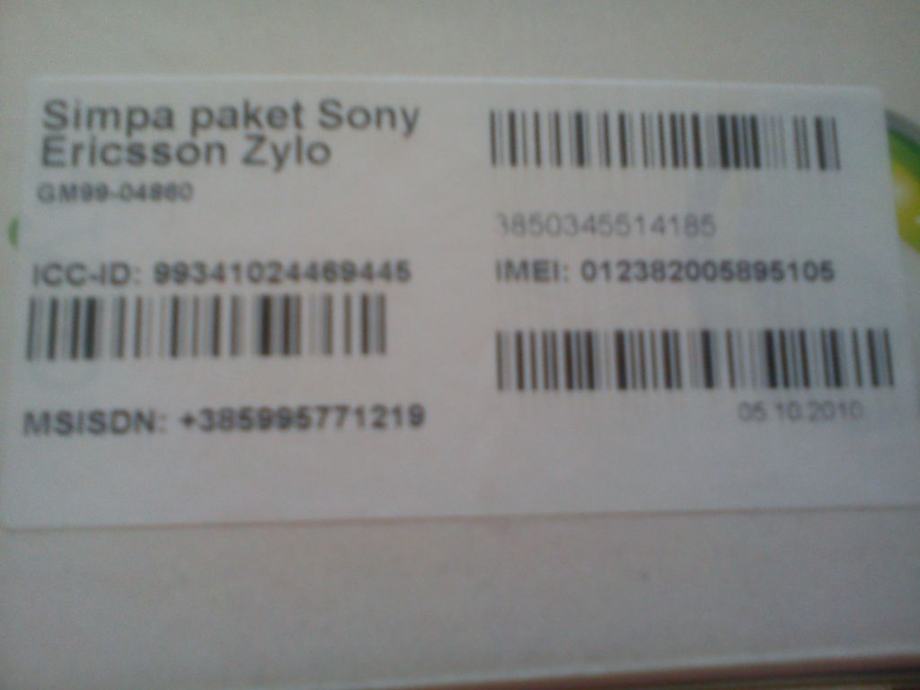 Simpa paket Sony
Ericsson Zylo
GM99-04860
ICC-ID: 99341024469445
MSISDN: +385995771219
3850345514185
IMEI: 012382005895105
05.10.2010